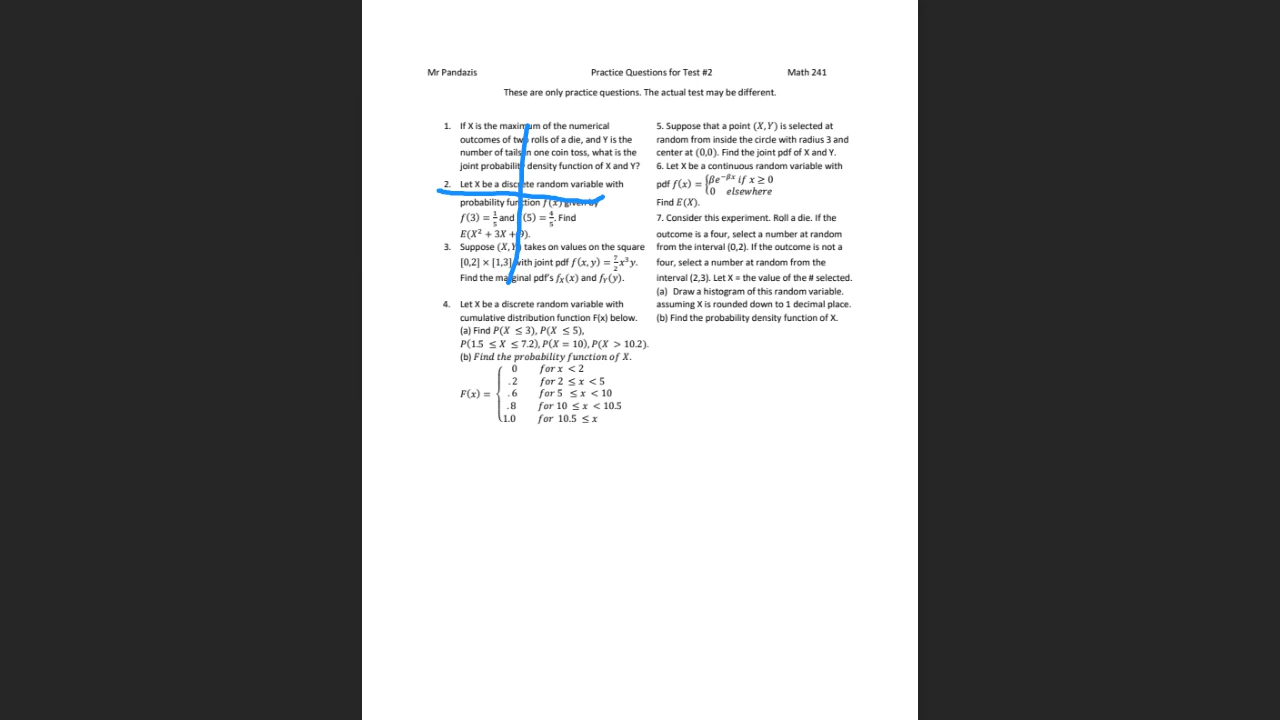 Mr Pandazis Practice Questions for Test #2 Math 241
These are only practice questions. The actual test may be different.
1. If X is the maximum of the numerical
outcomes of two rolls of a die, and Y is the
number of tails in one coin toss, what is the
joint probability density function of X and Y?
2. Let X be a discrete random variable with
probability function f(x) given by
f(3) = 1/5 and f(5) = 4/5. Find
E(X² + 3X + 9).
3. Suppose (X, Y) takes on values on the square
[0,2] × [1,3] with joint pdf f(x, y) = 7/2 x³y.
Find the marginal pdf's fX(x) and fY(y).
4. Let X be a discrete random variable with
cumulative distribution function F(x) below.
(a) Find P(X ≤ 3), P(X ≤ 5),
P(1.5 ≤ X ≤ 7.2), P(X = 10), P(X > 10.2).
(b) Find the probability function of X.
F(x) = { 0 for x < 2
.2 for 2 ≤ x < 5
.6 for 5 ≤ x < 10
.8 for 10 ≤ x < 10.5
1.0 for 10.5 ≤ x
5. Suppose that a point (X, Y) is selected at
random from inside the circle with radius 3 and
center at (0,0). Find the joint pdf of X and Y.
6. Let X be a continuous random variable with
pdf f(x) = { βe^−βx if x ≥ 0
0 elsewhere
Find E(X).
7. Consider this experiment. Roll a die. If the
outcome is a four, select a number at random
from the interval (0,2). If the outcome is not a
four, select a number at random from the
interval (2,3). Let X = the value of the # selected.
(a) Draw a histogram of this random variable.
assuming X is rounded down to 1 decimal place.
(b) Find the probability density function of X.